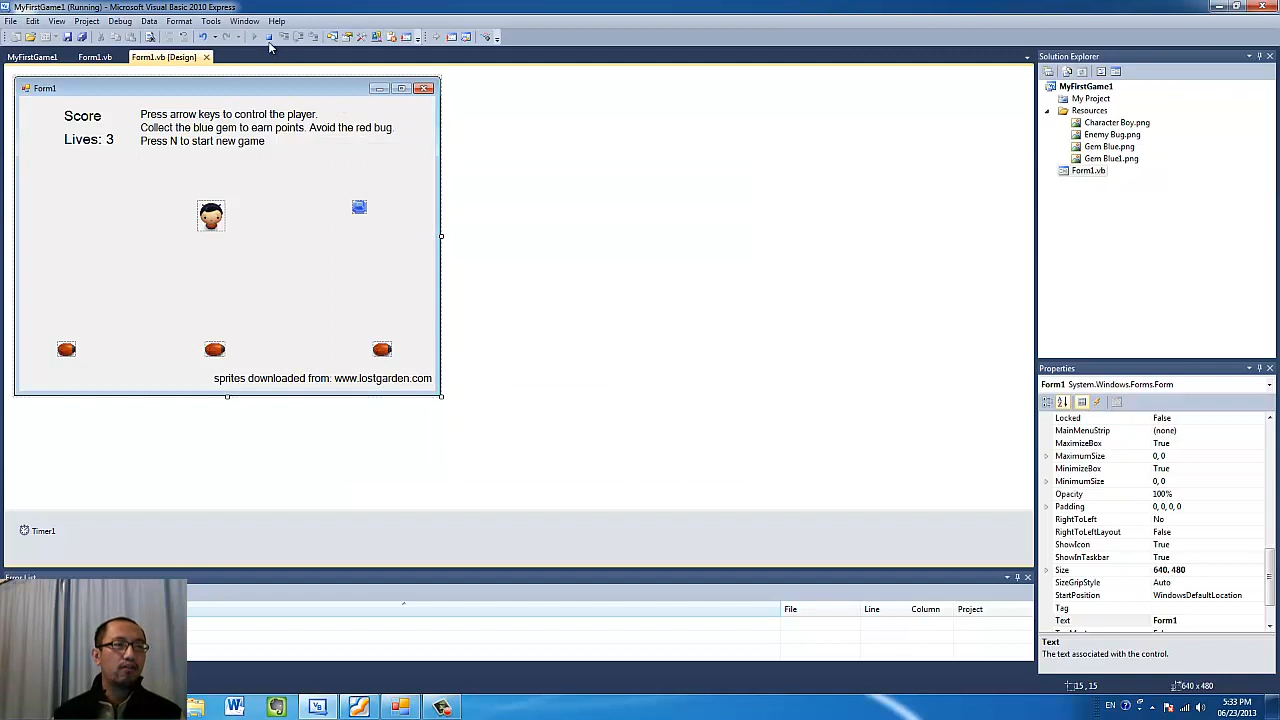 MyFirstGame1 (Running) - Microsoft Visual Basic 2010 Express
File Edit View Project Debug Data Format Tools Window Help
MyFirstGame1 Form1.vb Form1.vb [Design]
Form1
Score
Lives: 3
Press arrow keys to control the player.
Collect the blue gem to earn points. Avoid the red bug.
Press N to start new game
sprites downloaded from: www.lostgarden.com
Timer1
Error List
File Line Column Project
Solution Explorer
MyFirstGame1
My Project
Resources
Character Boy.png
Enemy Bug.png
Gem Blue.png
Gem Blue1.png
Form1.vb
Properties
Form1 System.Windows.Forms.Form
Locked False
MainMenuStrip (none)
MaximizeBox True
MaximumSize 0, 0
MinimizeBox True
MinimumSize 0, 0
Opacity 100%
Padding 0, 0, 0, 0
RightToLeft No
RightToLeftLayout False
ShowIcon True
ShowInTaskbar True
Size 640, 480
SizeGripStyle Auto
StartPosition WindowsDefaultLocation
Tag
Text Form1
Text
The text associated with the control.
15 , 15 640 x 480
EN 5:33 PM
06/23/2013